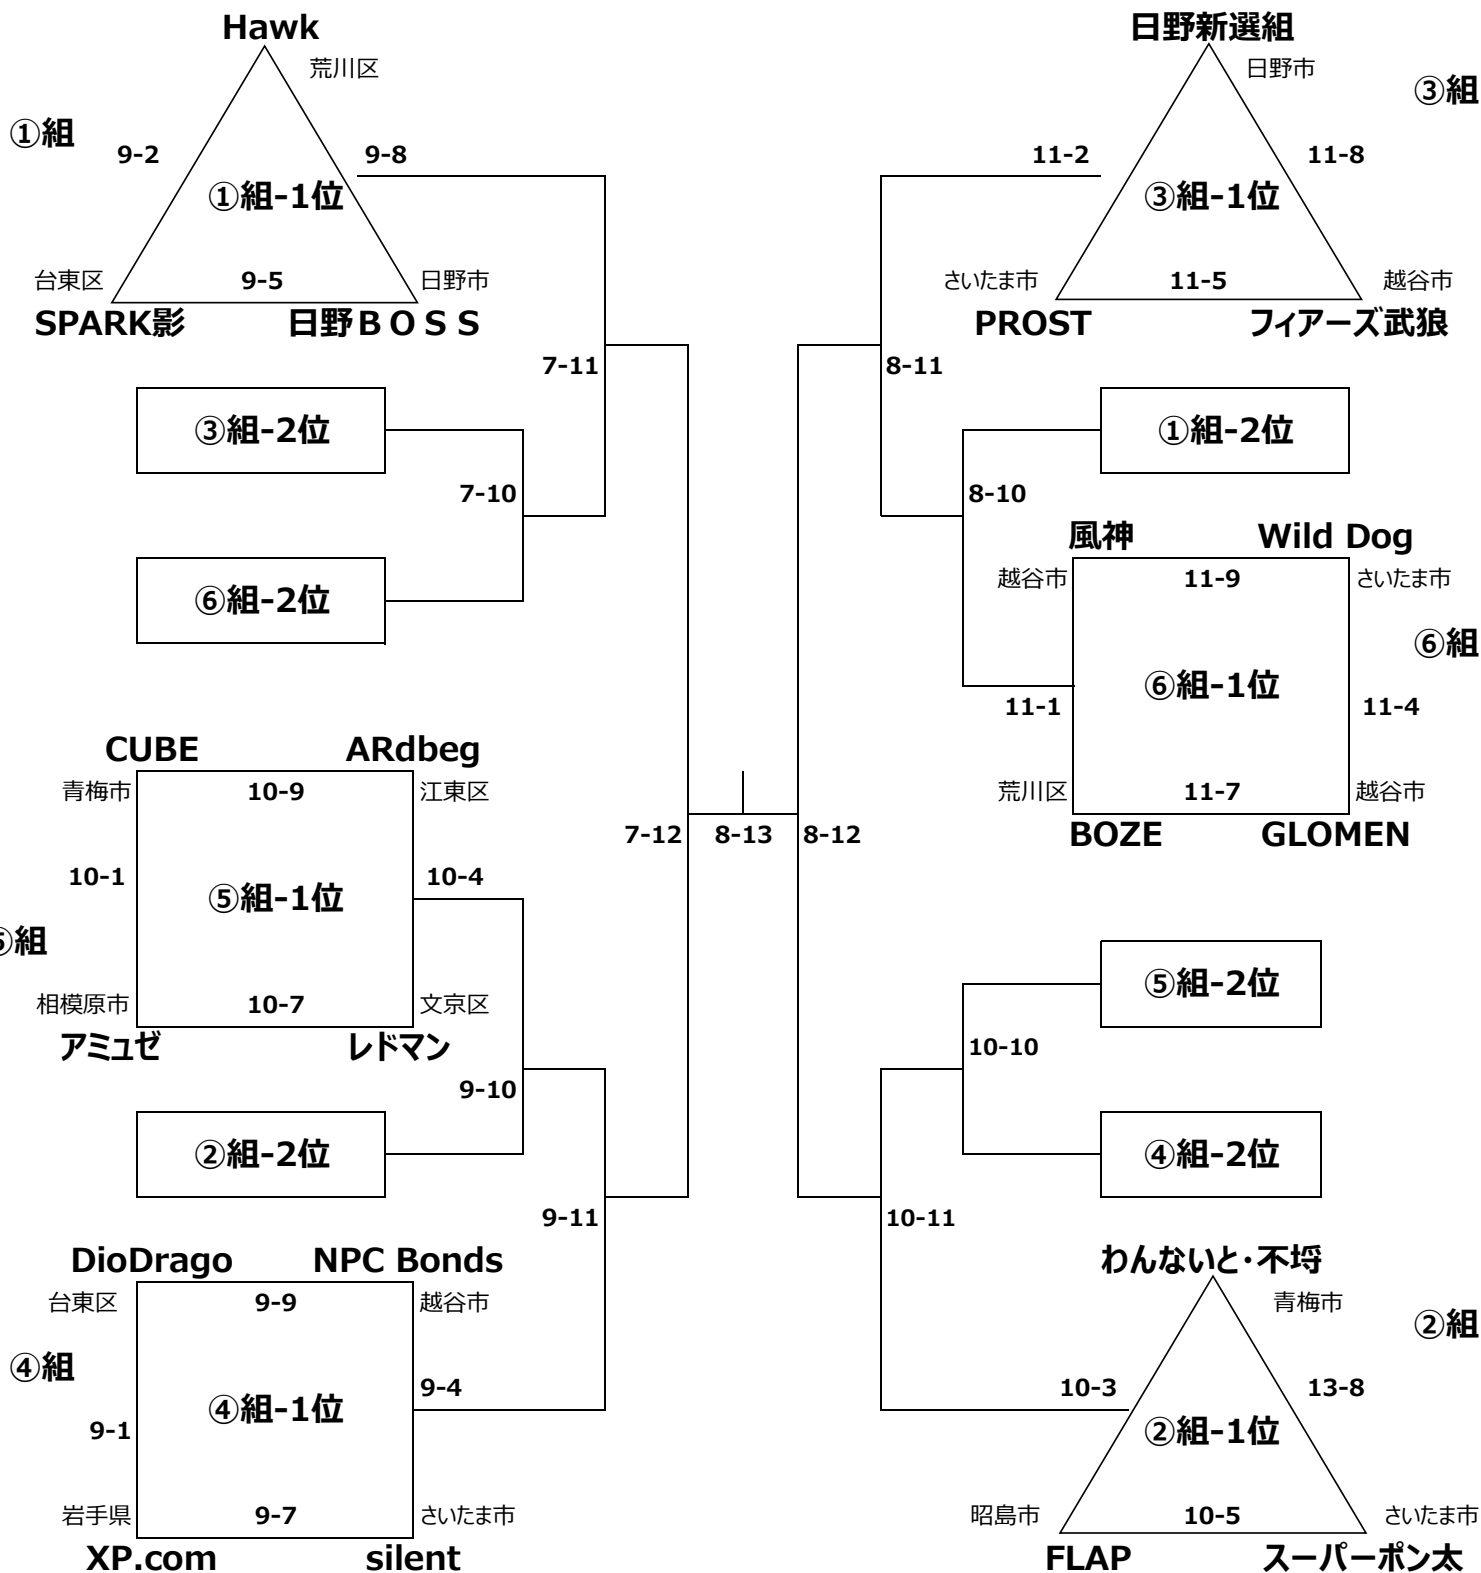 Hawk
荒川区
①組
9-2
9-8
①組-1位
台東区
9-5
日野市
SPARK影
日野ＢＯＳＳ
7-11
③組-2位
7-10
⑥組-2位
CUBE
ARdbeg
青梅市
10-9
江東区
10-1
⑤組-1位
10-4
⑤組
相模原市
10-7
文京区
アミュゼ
レドマン
9-10
②組-2位
9-11
DioDrago
NPC Bonds
台東区
9-9
越谷市
④組
9-4
④組-1位
9-1
岩手県
9-7
さいたま市
XP.com
silent
7-12
8-13
8-12
日野新選組
日野市
③組
11-2
11-8
③組-1位
さいたま市
11-5
越谷市
PROST
フィアーズ武狼
8-11
①組-2位
8-10
風神
Wild Dog
越谷市
11-9
さいたま市
⑥組
⑥組-1位
11-1
11-4
荒川区
11-7
越谷市
BOZE
GLOMEN
⑤組-2位
10-10
④組-2位
10-11
わんないと・不埒
青梅市
②組
10-3
13-8
②組-1位
昭島市
10-5
さいたま市
FLAP
スーパーポン太